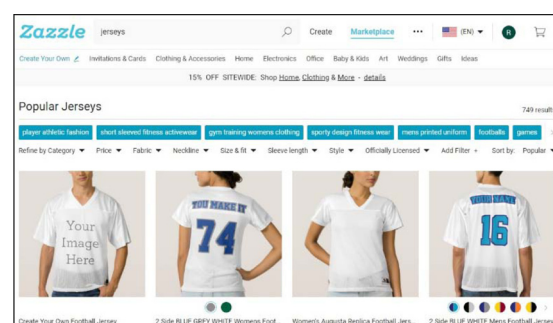 Zazzle jerseys Create Marketplace ••• (EN) R
Create Your Own Invitations & Cards Clothing & Accessories Home Electronics Office Baby & Kids Art Weddings Gifts Ideas
15% OFF SITEWIDE: Shop Home, Clothing & More - details
Popular Jerseys 749 result
player athletic fashion short sleeved fitness activewear gym training womens clothing sporty design fitness wear mens printed uniform footballs games
Refine by Category Price Fabric Neckline Size & fit Sleeve length Style Officially Licensed Add Filter + Sort by: Popular
Your
Image
Here
YOU MAKE IT
74
YOUR NAME
16
Create Your Own Football Jersey 2 Side BLUE GREY WHITE Womens Foot... Women's Augusta Replica Football Jers... 2 Side BLUE WHITE Mens Football Jersey